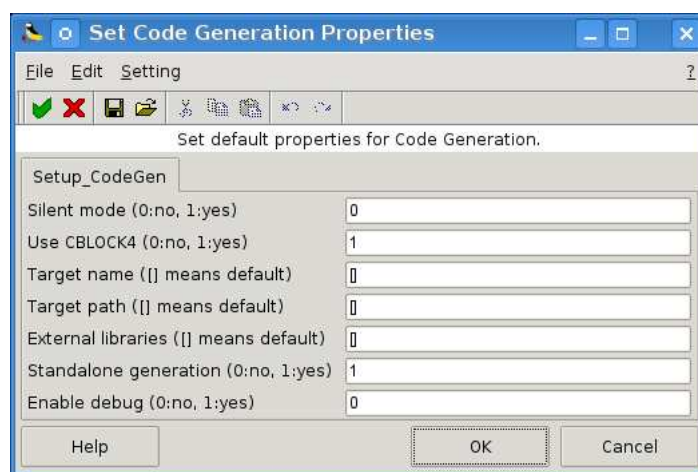 Set Code Generation Properties
File Edit Setting ?
Set default properties for Code Generation.
Setup_CodeGen
Silent mode (0:no, 1:yes) 0
Use CBLOCK4 (0:no, 1:yes) 1
Target name ([] means default) []
Target path ([] means default) []
External libraries ([] means default) []
Standalone generation (0:no, 1:yes) 1
Enable debug (0:no, 1:yes) 0
Help OK Cancel